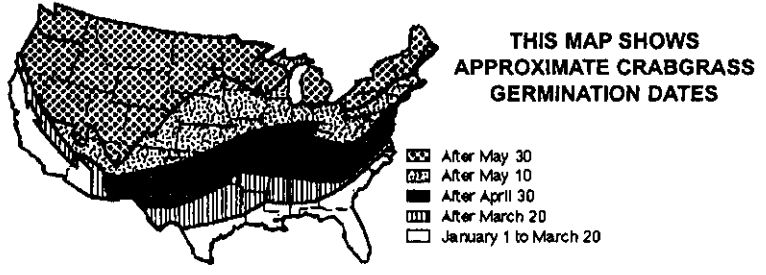 THIS MAP SHOWS
APPROXIMATE CRABGRASS
GERMINATION DATES
After May 30
After May 10
After April 30
After March 20
January 1 to March 20